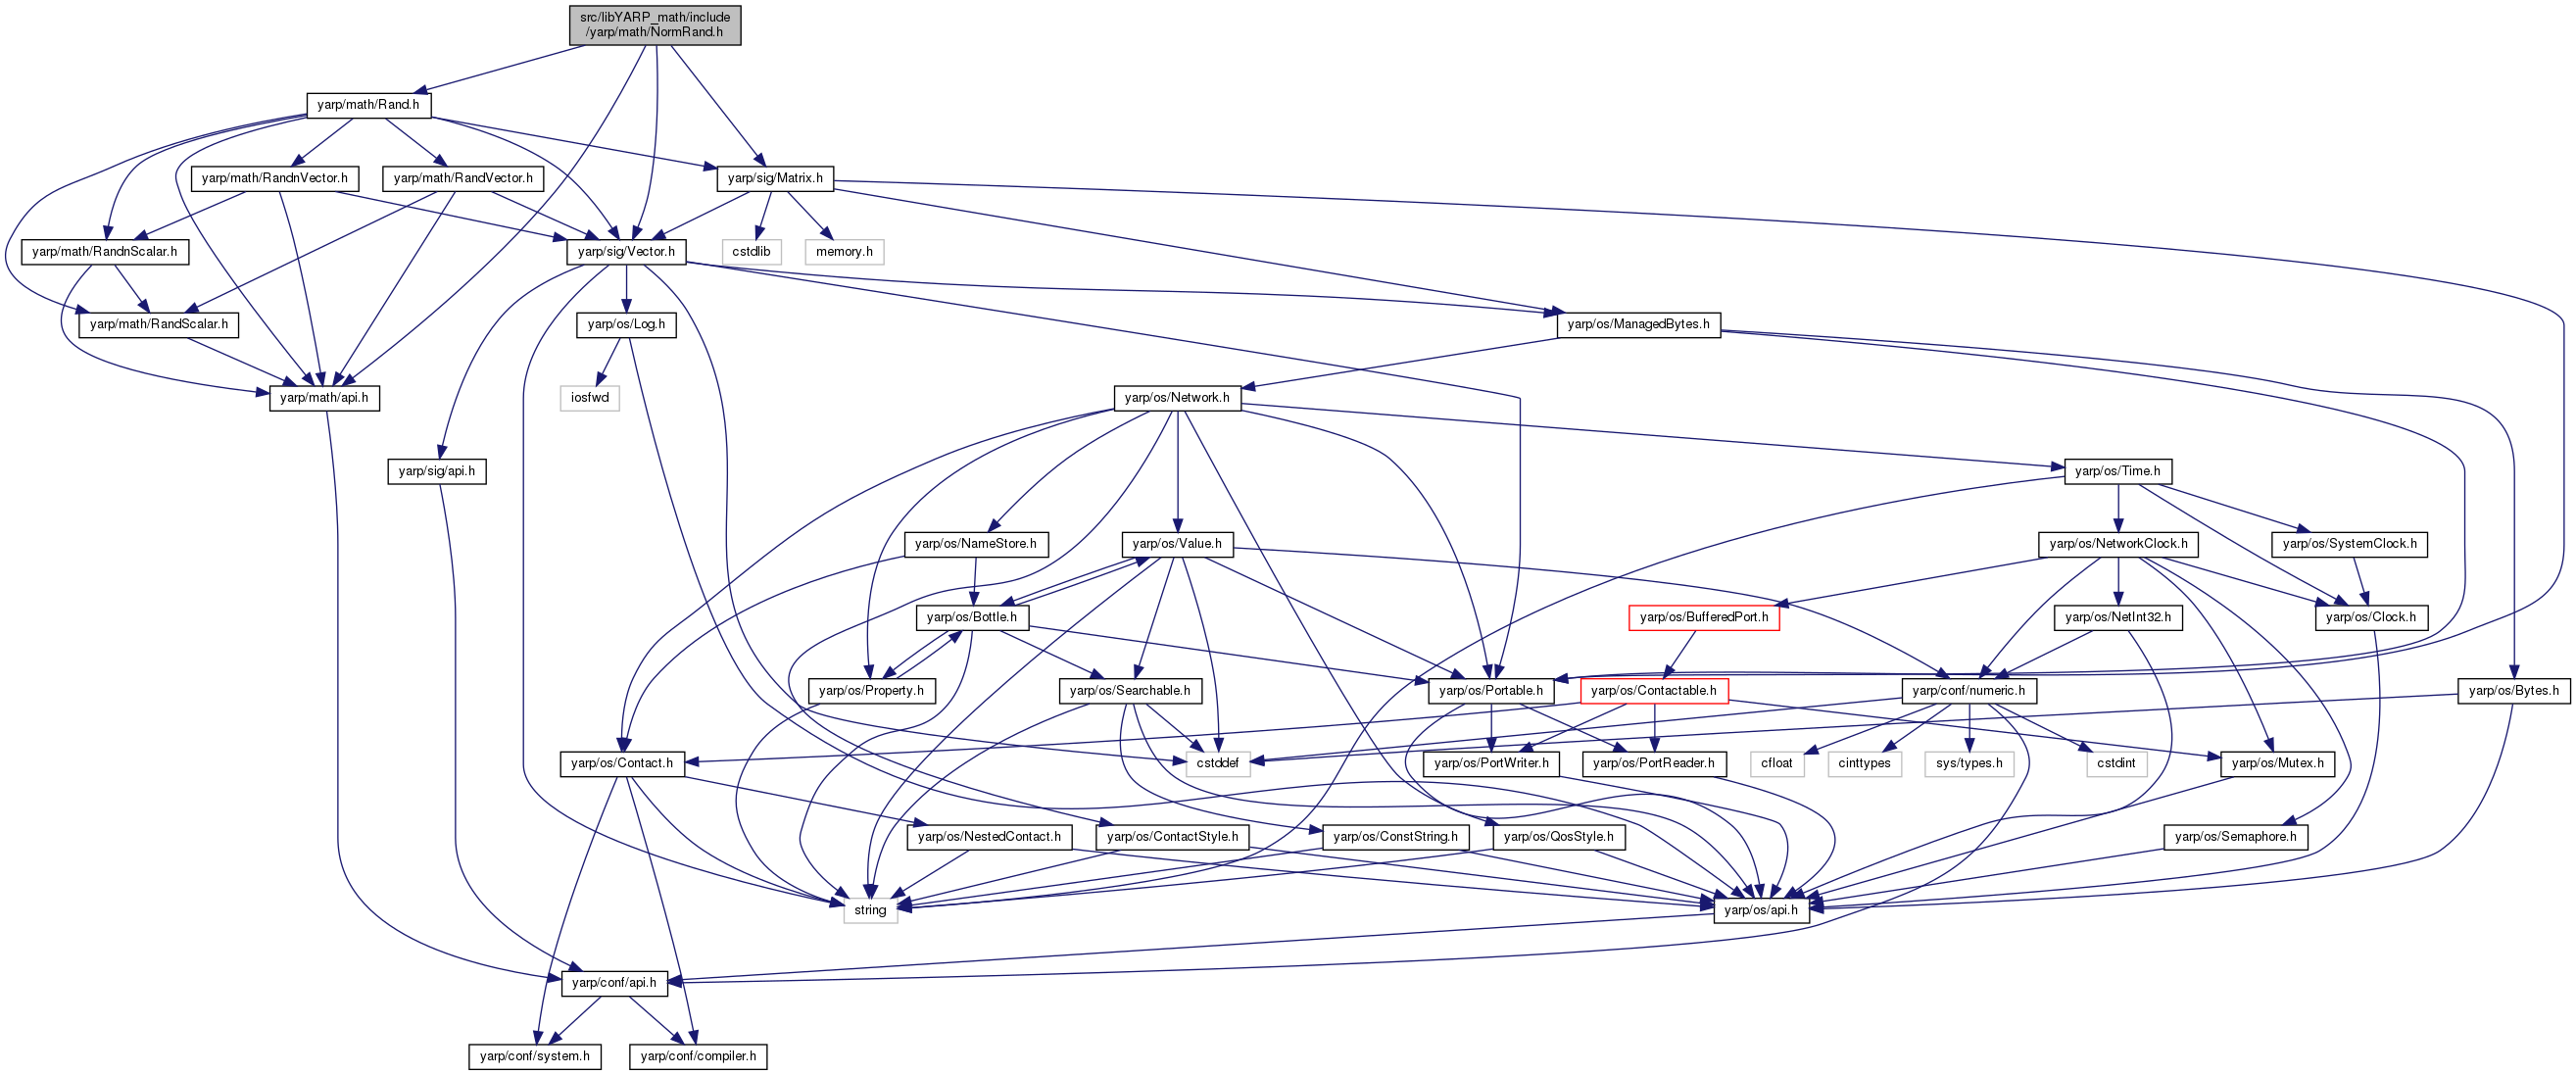 src/libYARP_math/include
/yarp/math/NormRand.h
yarp/math/Rand.h
yarp/math/RandnVector.h
yarp/math/RandVector.h
yarp/sig/Matrix.h
yarp/math/RandnScalar.h
yarp/sig/Vector.h
cstdlib
memory.h
yarp/math/RandScalar.h
yarp/os/Log.h
yarp/os/ManagedBytes.h
yarp/math/api.h
iosfwd
yarp/os/Network.h
yarp/sig/api.h
yarp/os/Time.h
yarp/os/NameStore.h
yarp/os/Value.h
yarp/os/NetworkClock.h
yarp/os/SystemClock.h
yarp/os/Bottle.h
yarp/os/BufferedPort.h
yarp/os/NetInt32.h
yarp/os/Clock.h
yarp/os/Property.h
yarp/os/Searchable.h
yarp/os/Portable.h
yarp/os/Contactable.h
yarp/conf/numeric.h
yarp/os/Bytes.h
yarp/os/Contact.h
cstddef
yarp/os/PortWriter.h
yarp/os/PortReader.h
cfloat
cinttypes
sys/types.h
cstdint
yarp/os/Mutex.h
yarp/os/NestedContact.h
yarp/os/ContactStyle.h
yarp/os/ConstString.h
yarp/os/QosStyle.h
yarp/os/Semaphore.h
string
yarp/os/api.h
yarp/conf/api.h
yarp/conf/system.h
yarp/conf/compiler.h